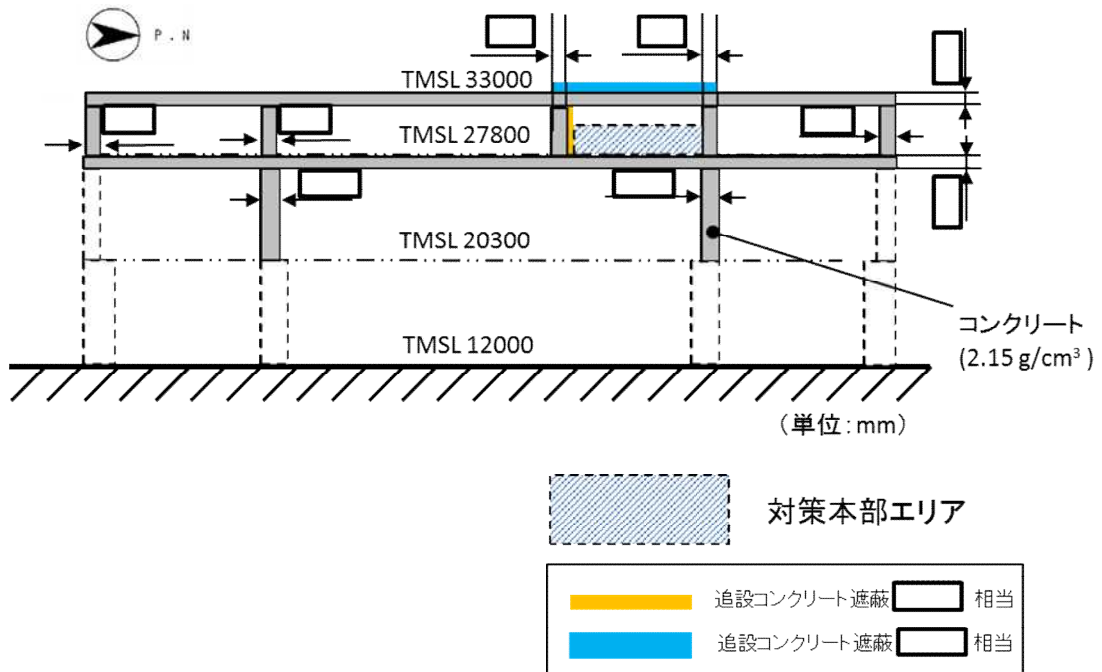 P.N
TMSL 33000
TMSL 27800
TMSL 20300
コンクリート
(2.15 g/cm³ )
TMSL 12000
（単位：mm）
対策本部エリア
追設コンクリート遮蔽 相当
追設コンクリート遮蔽 相当